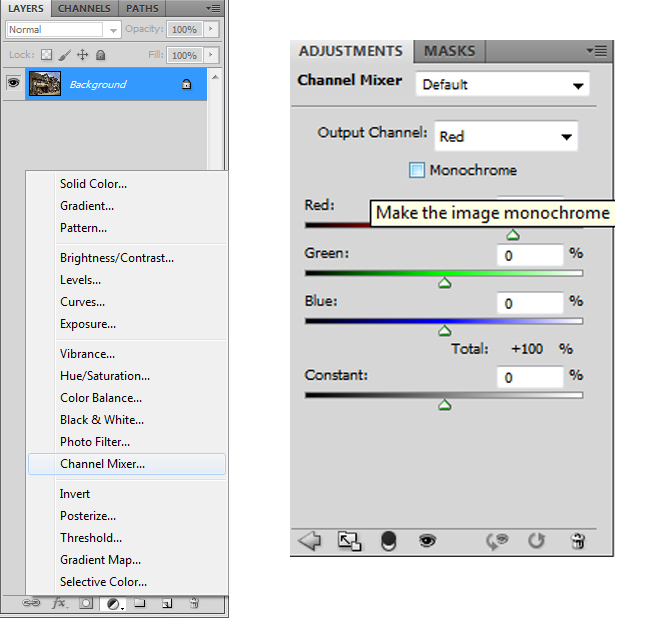 LAYERS CHANNELS PATHS
Normal Opacity: 100%
Lock: Fill: 100%
Background
Solid Color...
Gradient...
Pattern...
Brightness/Contrast...
Levels...
Curves...
Exposure...
Vibrance...
Hue/Saturation...
Color Balance...
Black & White...
Photo Filter...
Channel Mixer...
Invert
Posterize...
Threshold...
Gradient Map...
Selective Color...
fx.
ADJUSTMENTS MASKS
Channel Mixer Default
Output Channel: Red
Monochrome
Red:
Make the image monochrome
Green: 0 %
Blue: 0 %
Total: +100 %
Constant: 0 %